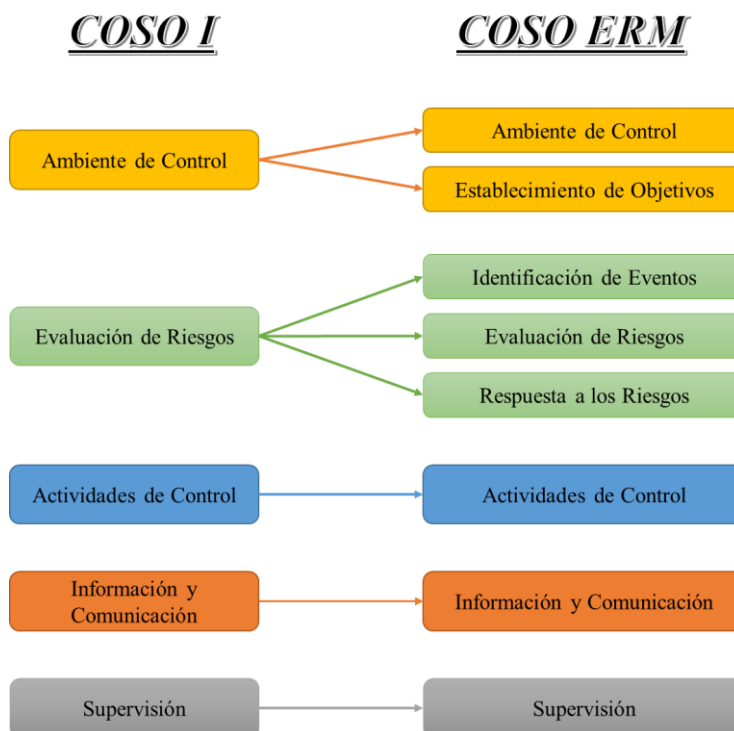 COSO I
COSO ERM
Ambiente de Control
Ambiente de Control
Establecimiento de Objetivos
Evaluación de Riesgos
Identificación de Eventos
Evaluación de Riesgos
Respuesta a los Riesgos
Actividades de Control
Actividades de Control
Información y
Comunicación
Información y Comunicación
Supervisión
Supervisión